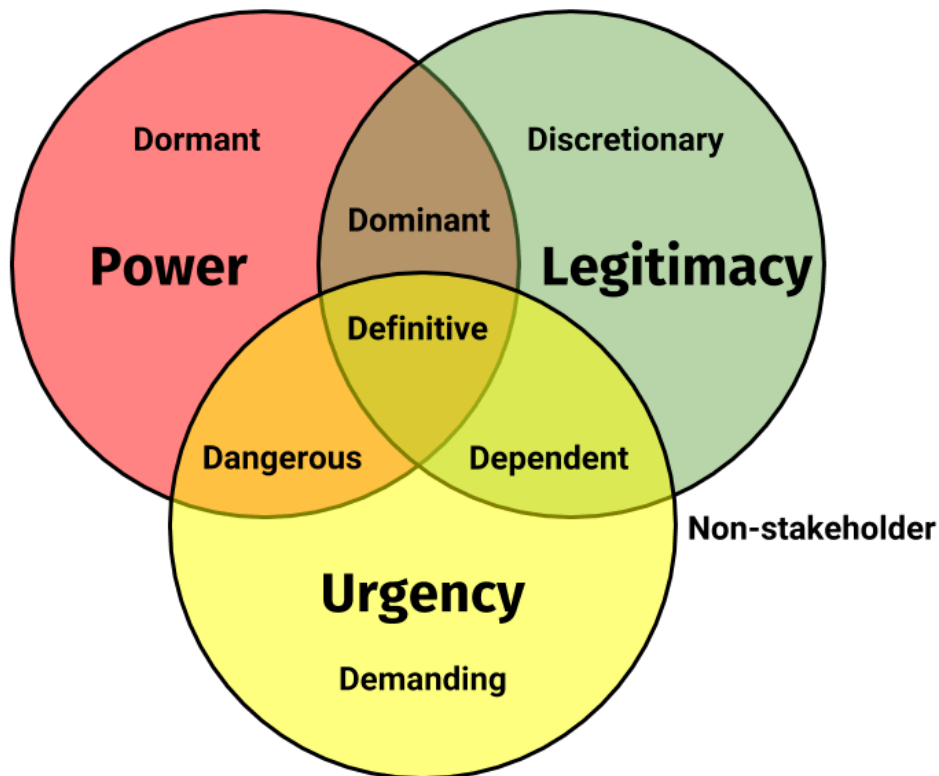 Dormant
Discretionary
Dominant
Power
Legitimacy
Definitive
Dangerous
Dependent
Non-stakeholder
Urgency
Demanding